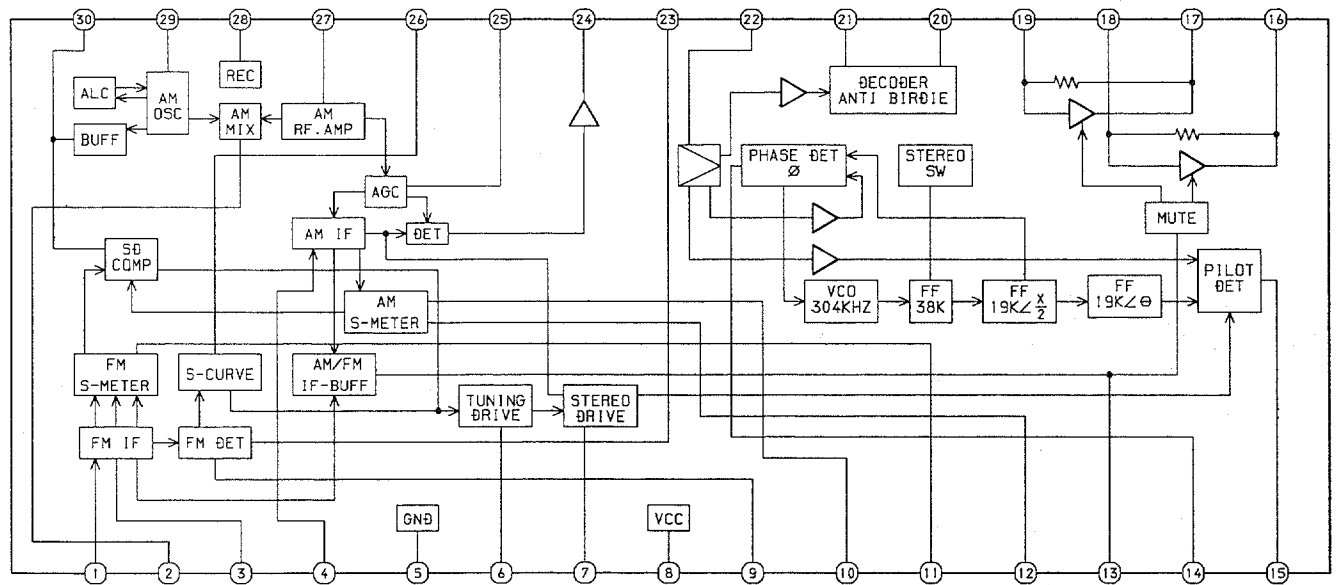 30 29 28 27 26 25 24 23 22 21 20 19 18 17 16
ALC
AM
OSC
REC
BUFF
AM
MIX
AM
RF.AMP
DECODER
ANTI BIRDIE
PHASE DET
Ø
STEREO
SW
AGC
AM IF
DET
MUTE
SD
COMP
PILOT
DET
AM
S-METER
VCO
304KHZ
FF
38K
FF
19K∠X/2
FF
19K∠Θ
FM
S-METER
S-CURVE
AM/FM
IF-BUFF
TUNING
DRIVE
STEREO
DRIVE
FM IF
FM DET
GND
VCC
1 2 3 4 5 6 7 8 9 10 11 12 13 14 15